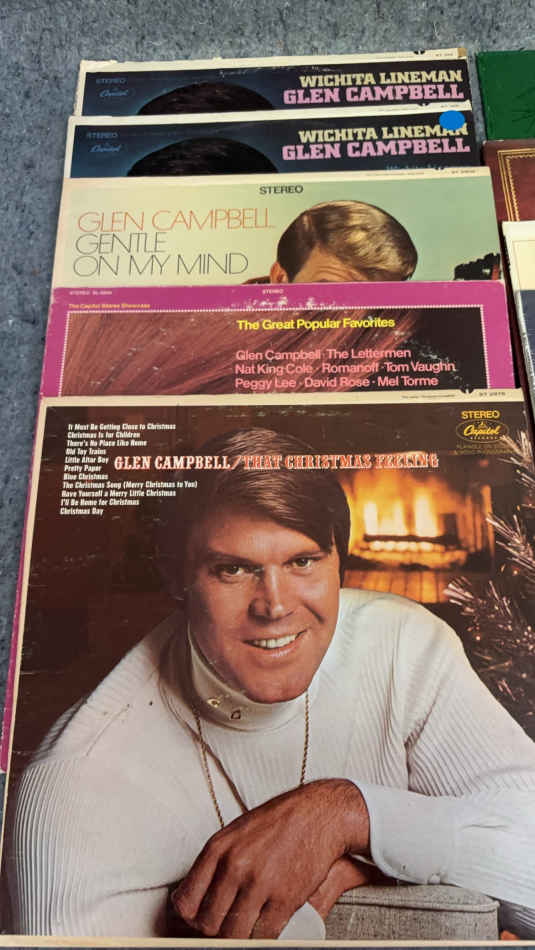 STEREO
Capitol
WICHITA LINEMAN
GLEN CAMPBELL
STEREO
Capitol
WICHITA LINEMAN
GLEN CAMPBELL
STEREO
GLEN CAMPBELL
GENTLE
ON MY MIND
STEREO
STEREO
The Capitol Stereo Showcase
The Great Popular Favorites
Glen Campbell · The Lettermen
Nat King Cole · Romanoff · Tom Vaughn
Peggy Lee · David Rose · Mel Torme
ST 2978
STEREO
Capitol
RECORDS
It Must Be Getting Close to Christmas
Christmas Is for Children
There's No Place Like Home
Old Toy Trains
Little Altar Boy
Pretty Paper
Blue Christmas
The Christmas Song (Merry Christmas to You)
Have Yourself a Merry Little Christmas
I'll Be Home for Christmas
Christmas Day
GLEN CAMPBELL/THAT CHRISTMAS FEELING